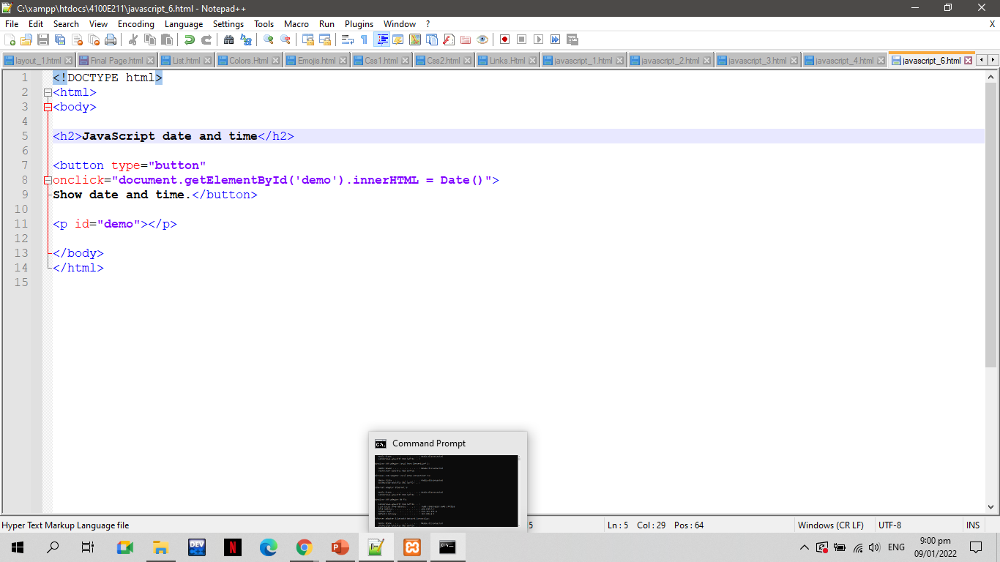 C:\xampp\htdocs\4100E211\javascript_6.html - Notepad++
File Edit Search View Encoding Language Settings Tools Macro Run Plugins Window ? X
layout_1.html Final Page.html List.html Colors.Html Emojis.html Css1.html Css2.html Links.Html javascript_1.html javascript_2.html javascript_3.html javascript_4.html javascript_6.html
1 <!DOCTYPE html>
2 <html>
3 <body>
4
5 <h2>JavaScript date and time</h2>
6
7 <button type="button"
8 onclick="document.getElementById('demo').innerHTML = Date()">
9 Show date and time.</button>
10
11 <p id="demo"></p>
12
13 </body>
14 </html>
15
Command Prompt
Hyper Text Markup Language file 5 Ln : 5 Col : 29 Pos : 64 Windows (CR LF) UTF-8 INS
DEV
N
ENG
9:00 pm
09/01/2022